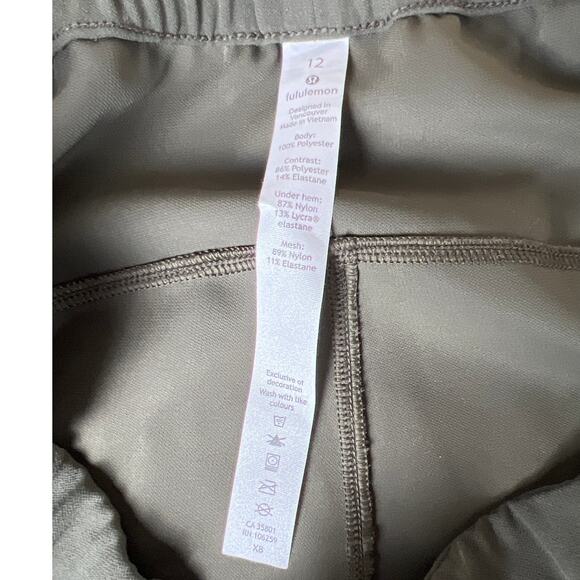 12
lululemon
Designed in
Vancouver
Made in Vietnam
Body:
100% Polyester
Contrast:
86% Polyester
14% Elastane
Under hem:
87% Nylon
13% Lycra®
elastane
Mesh:
89% Nylon
11% Elastane
Exclusive of
decoration
Wash with like
colours
CA 35801
RN 106259
XB